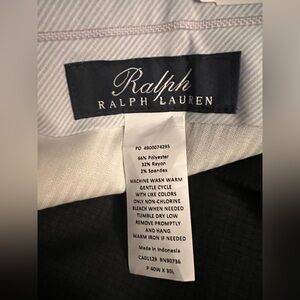 Ralph
RALPH LAUREN
PO 4900074295
66% Polyester
32% Rayon
2% Spandex
MACHINE WASH WARM
GENTLE CYCLE
WITH LIKE COLORS
ONLY NON-CHLORINE
BLEACH WHEN NEEDED
TUMBLE DRY LOW
REMOVE PROMPTLY
AND HANG
WARM IRON IF NEEDED
Made in Indonesia
CA01129 RN90736
P 40W X 30L